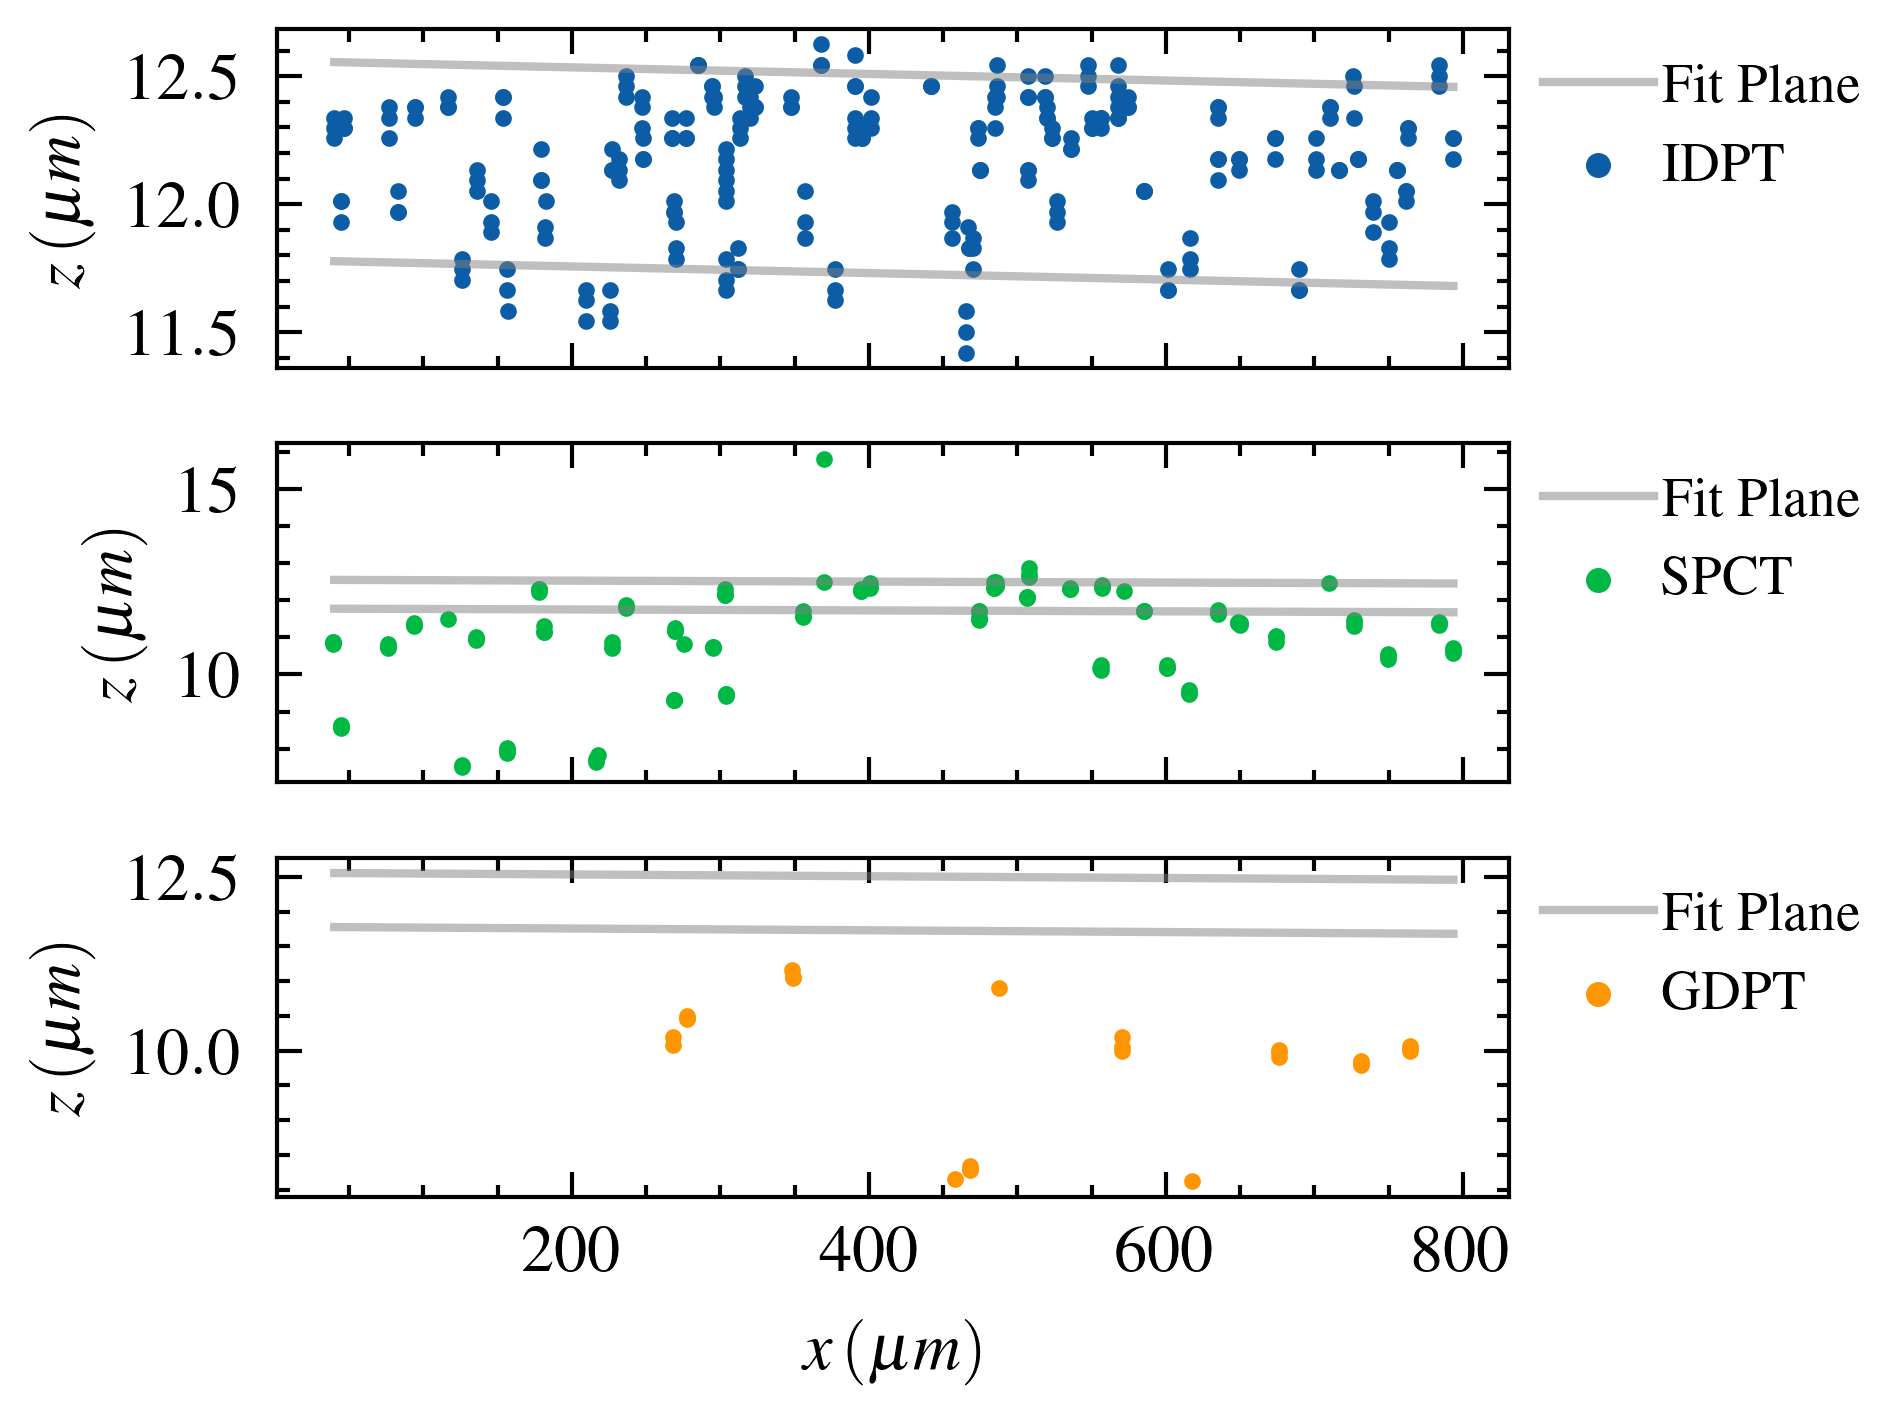 12.5
12.0
11.5
z (μm)
Fit Plane
IDPT
15
10
z (μm)
Fit Plane
SPCT
12.5
10.0
z (μm)
Fit Plane
GDPT
200 400 600 800
x (μm)